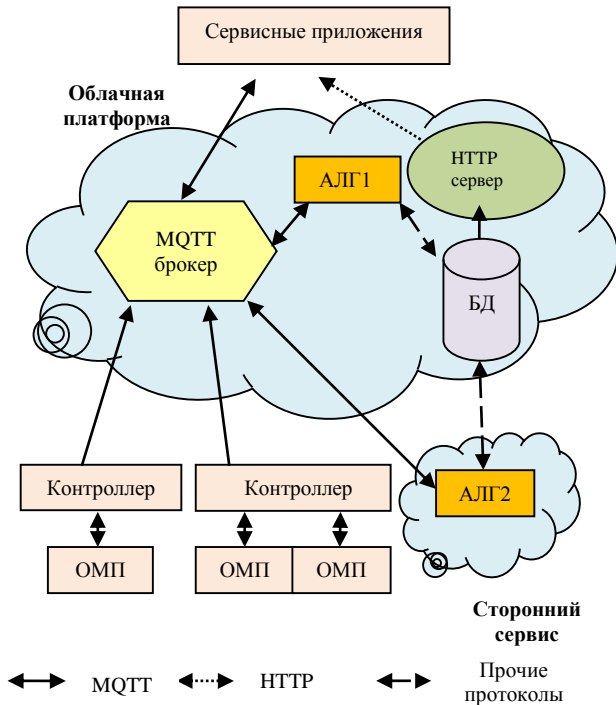 Сервисные приложения
Облачная
платформа
HTTP
сервер
АЛГ1
MQTT
брокер
БД
Контроллер
Контроллер
АЛГ2
ОМП
ОМП
ОМП
Сторонний
сервис
MQTT
HTTP
Прочие
протоколы